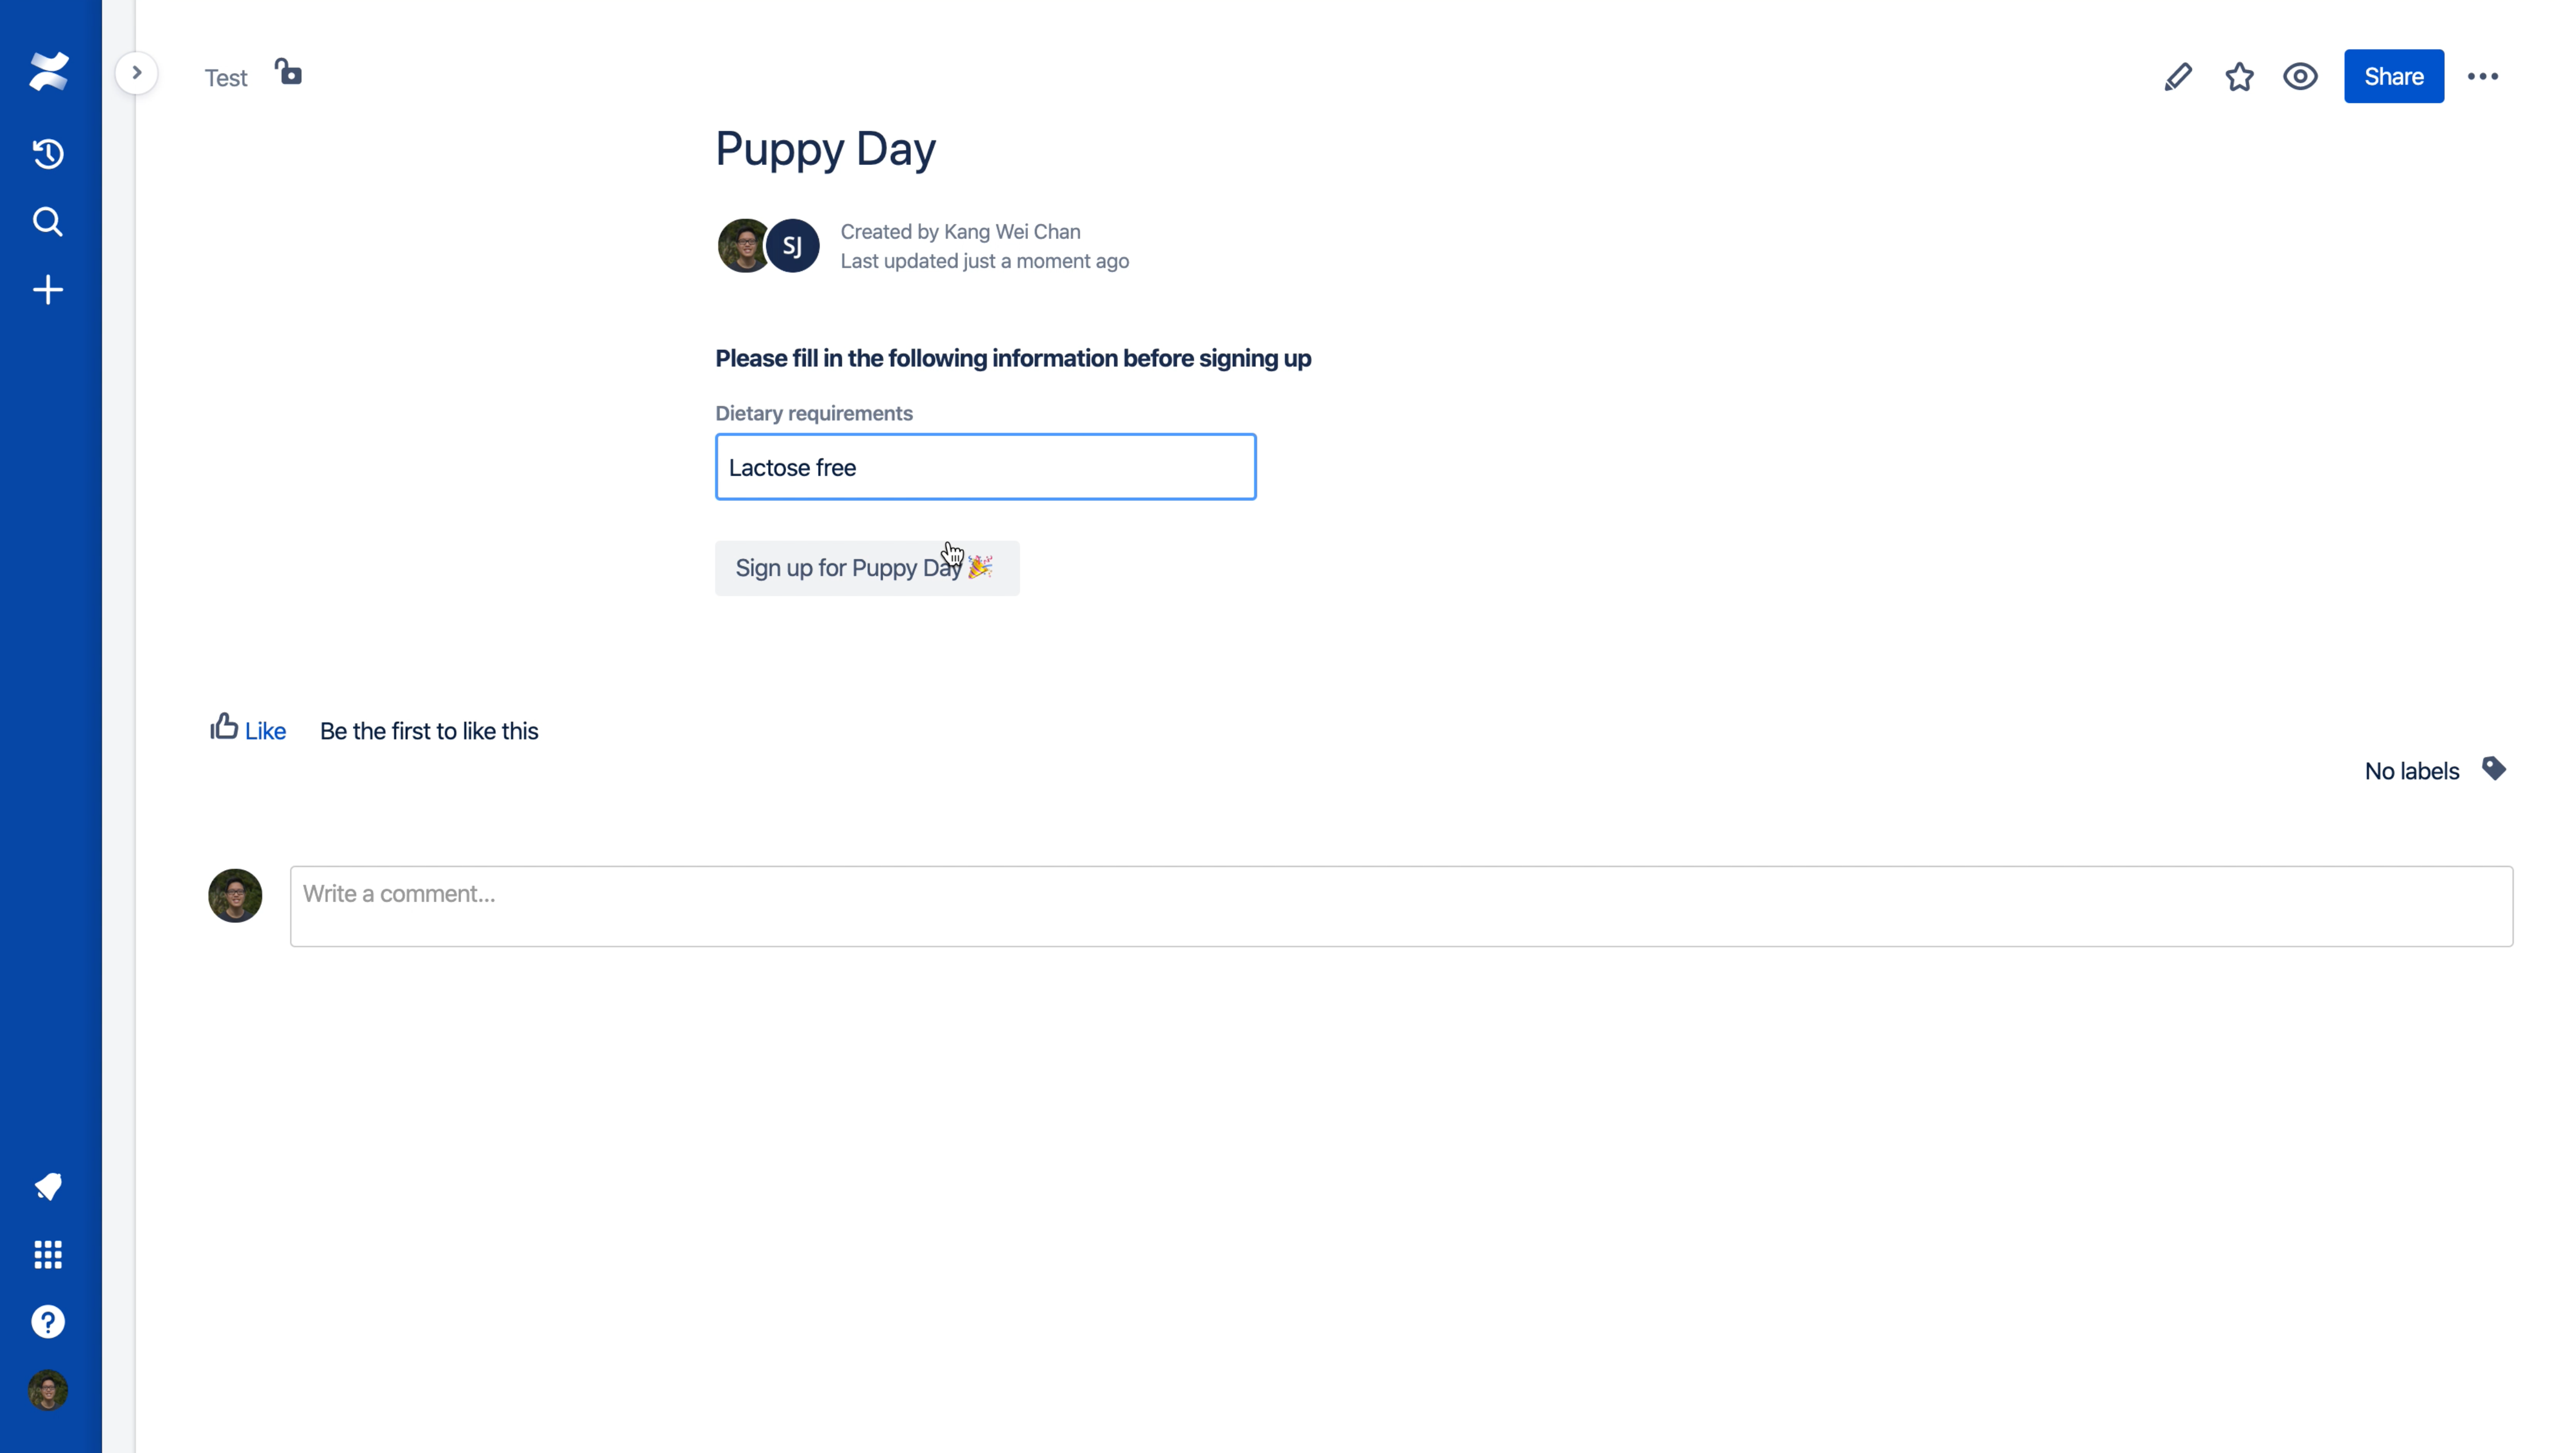 Test
Share
Puppy Day
SJ
Created by Kang Wei Chan
Last updated just a moment ago
Please fill in the following information before signing up
Dietary requirements
Lactose free
Sign up for Puppy Day 🎉
Like Be the first to like this
No labels
Write a comment...